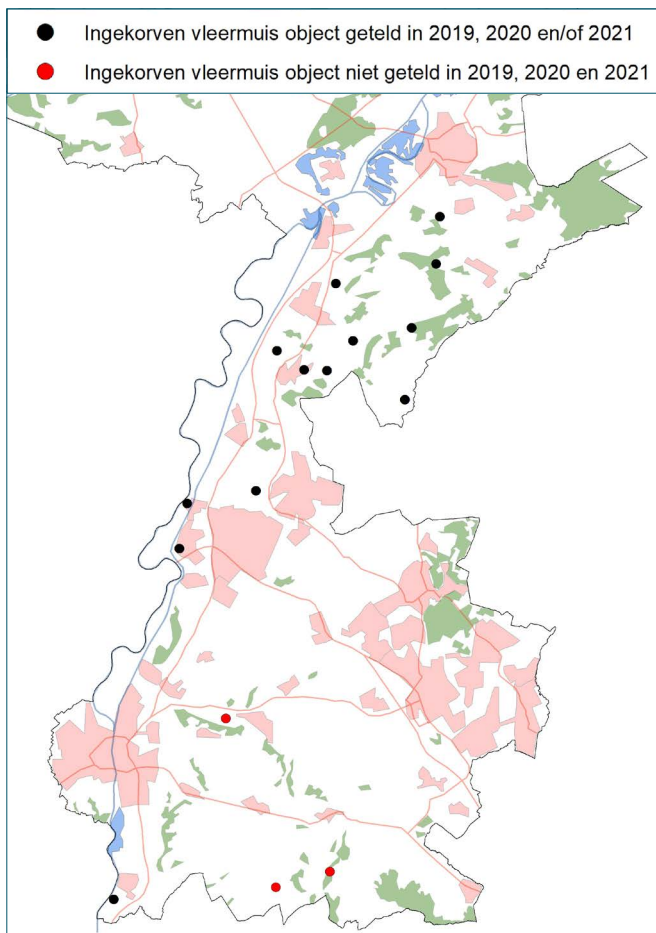 Ingekorven vleermuis object geteld in 2019, 2020 en/of 2021
Ingekorven vleermuis object niet geteld in 2019, 2020 en 2021